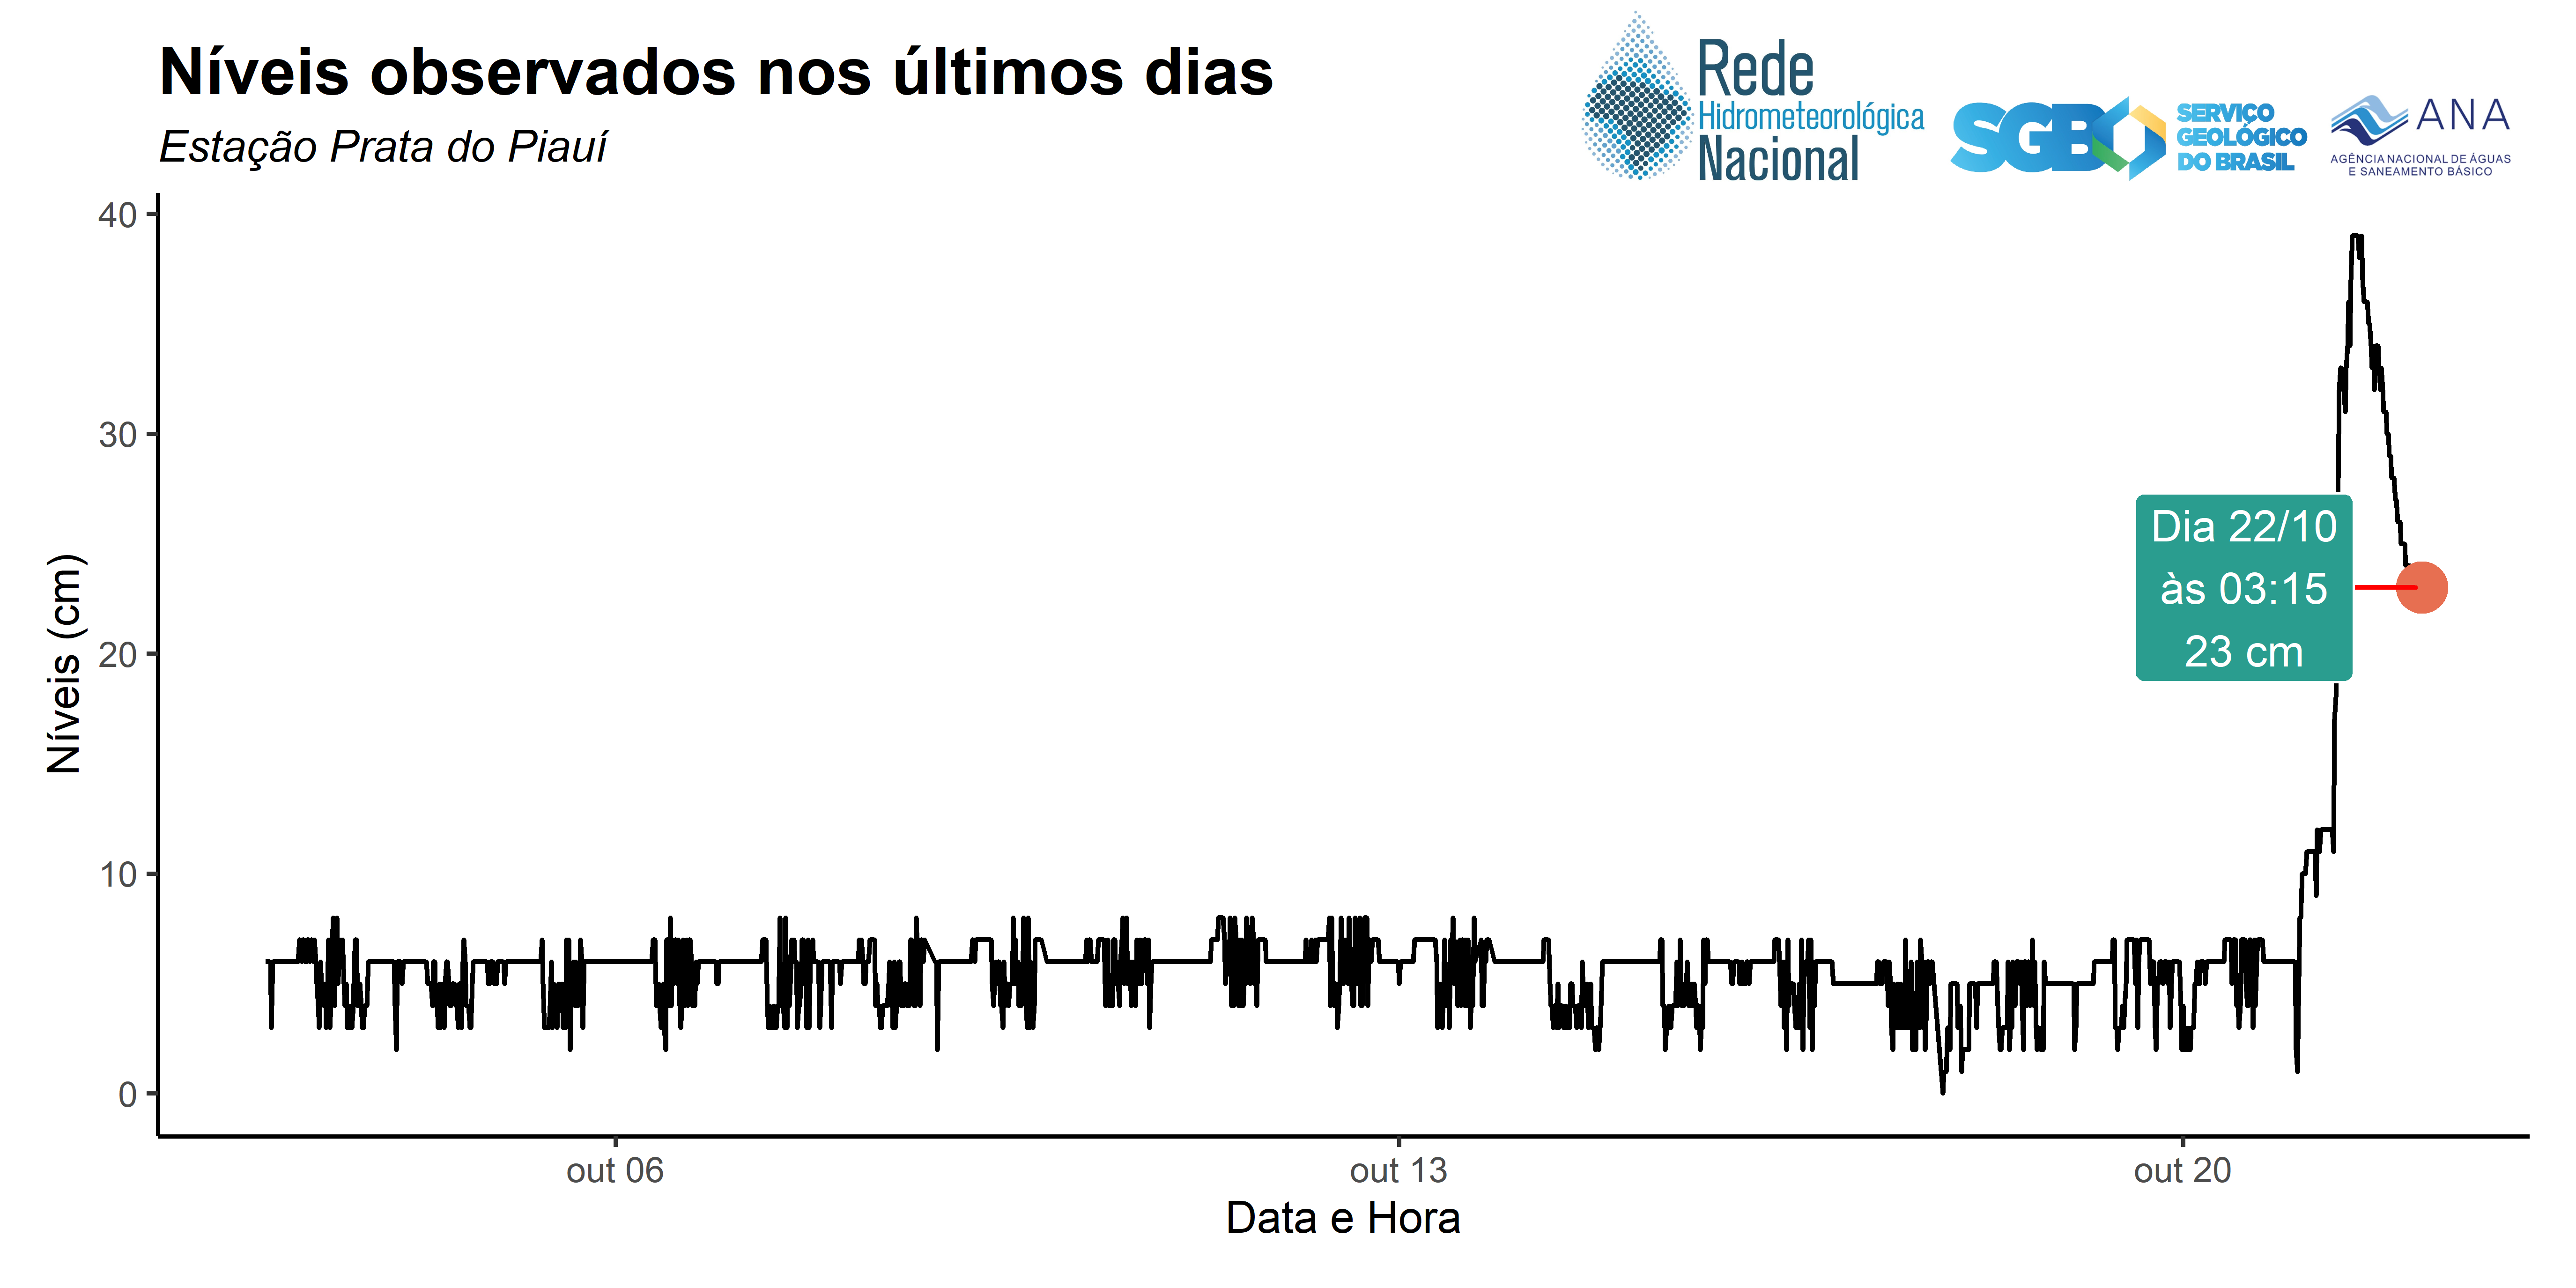 Níveis observados nos últimos dias
Estação Prata do Piauí
Rede
Hidrometeorológica
Nacional
SGB
SERVIÇO
GEOLÓGICO
DO BRASIL
ANA
AGÊNCIA NACIONAL DE ÁGUAS
E SANEAMENTO BÁSICO
Níveis (cm)
40
30
20
10
0
Dia 22/10
às 03:15
23 cm
out 06
out 13
out 20
Data e Hora